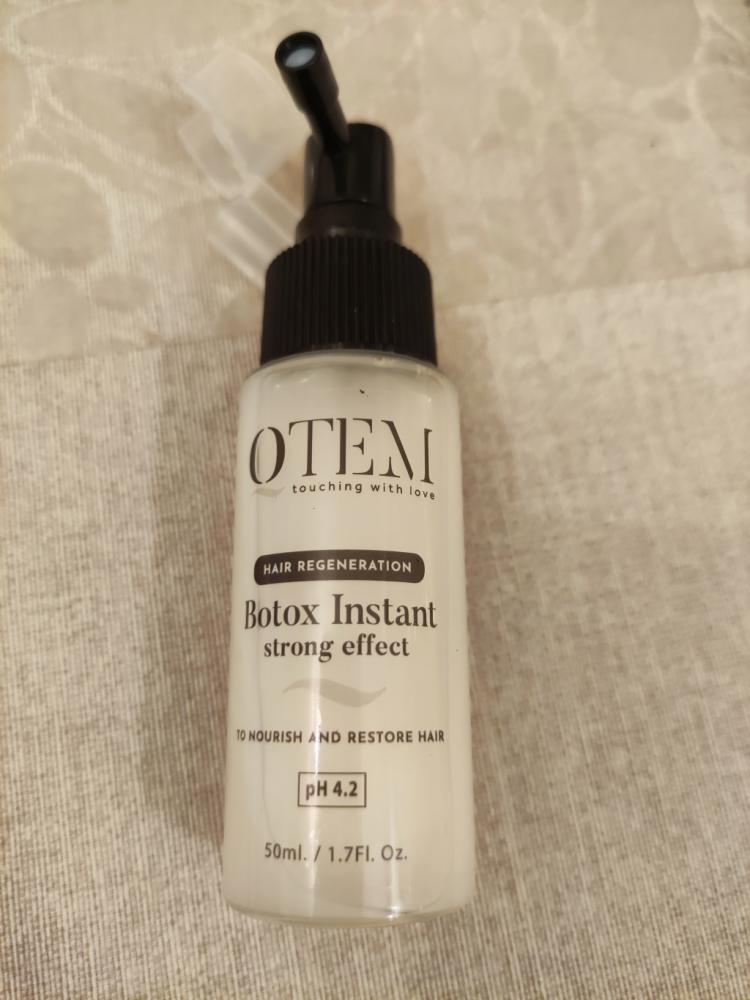 QTEM
touching with love
HAIR REGENERATION
Botox Instant
strong effect
TO NOURISH AND RESTORE HAIR
pH 4.2
50ml. / 1.7Fl. Oz.